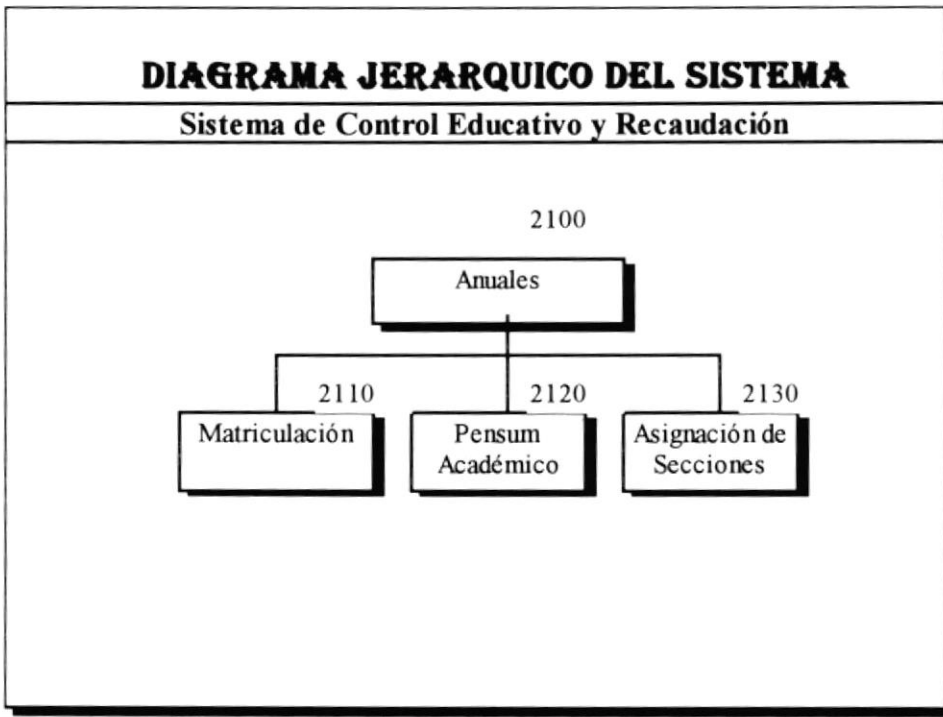 DIAGRAMA JERARQUICO DEL SISTEMA
Sistema de Control Educativo y Recaudación
2100
Anuales
2110
2120
2130
Matriculación
Pensum
Académico
Asignación de
Secciones